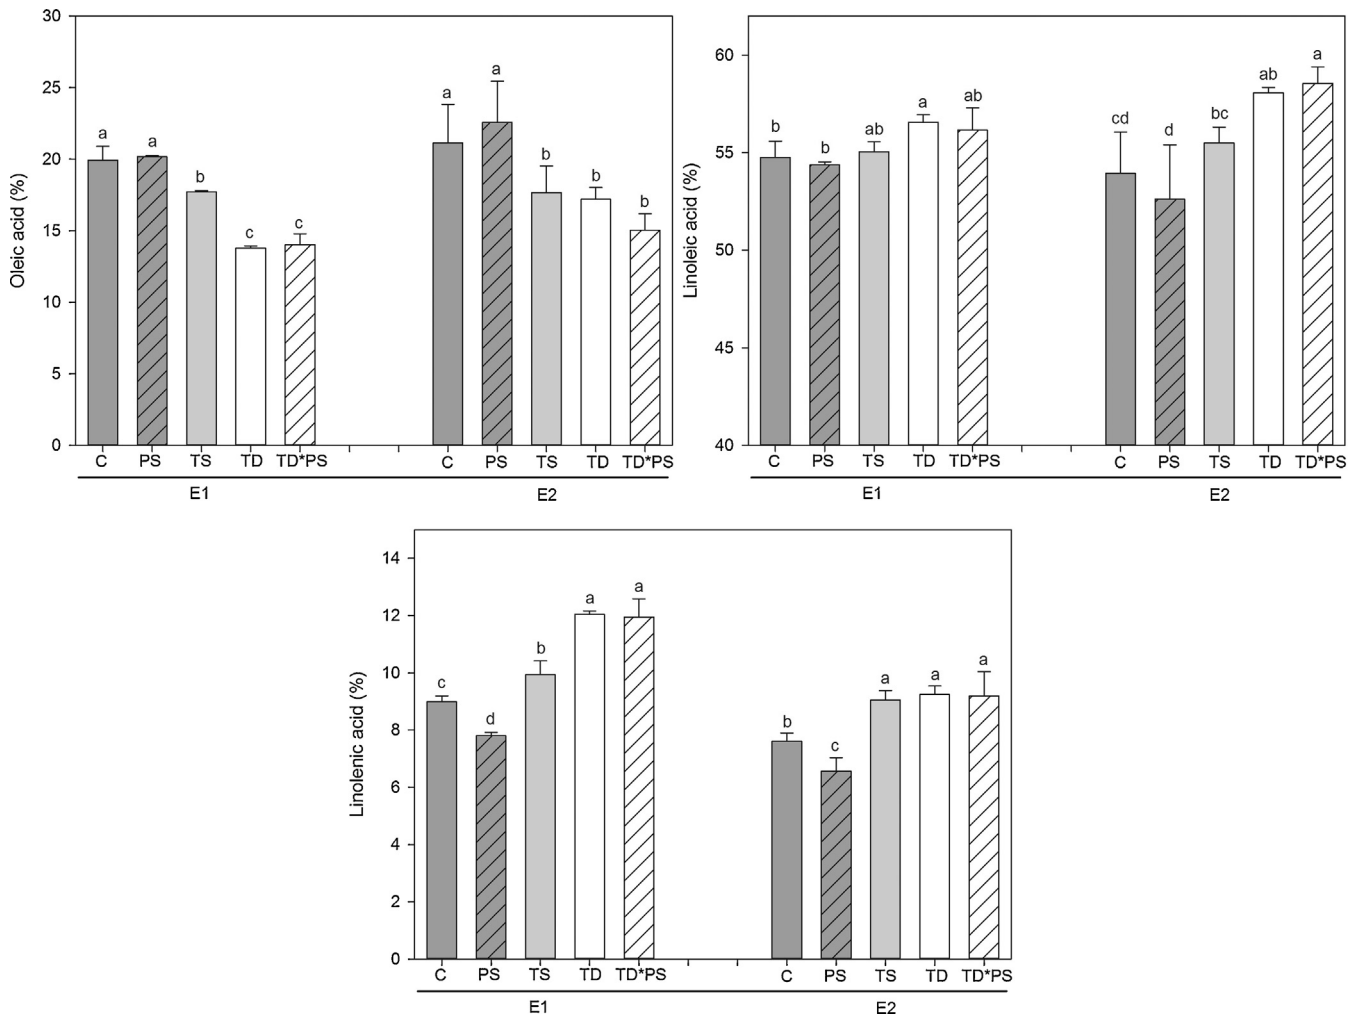 Oleic acid (%)
30
25
20
15
10
5
0
a
a
b
c
c
a
a
b
b
b
C PS TS TD TD*PS C PS TS TD TD*PS
E1 E2
Linoleic acid (%)
60
55
50
45
40
b
b
ab
a
ab
cd
d
bc
ab
a
C PS TS TD TD*PS C PS TS TD TD*PS
E1 E2
Linolenic acid (%)
14
12
10
8
6
4
2
0
c
d
b
a
a
b
c
a
a
a
C PS TS TD TD*PS C PS TS TD TD*PS
E1 E2